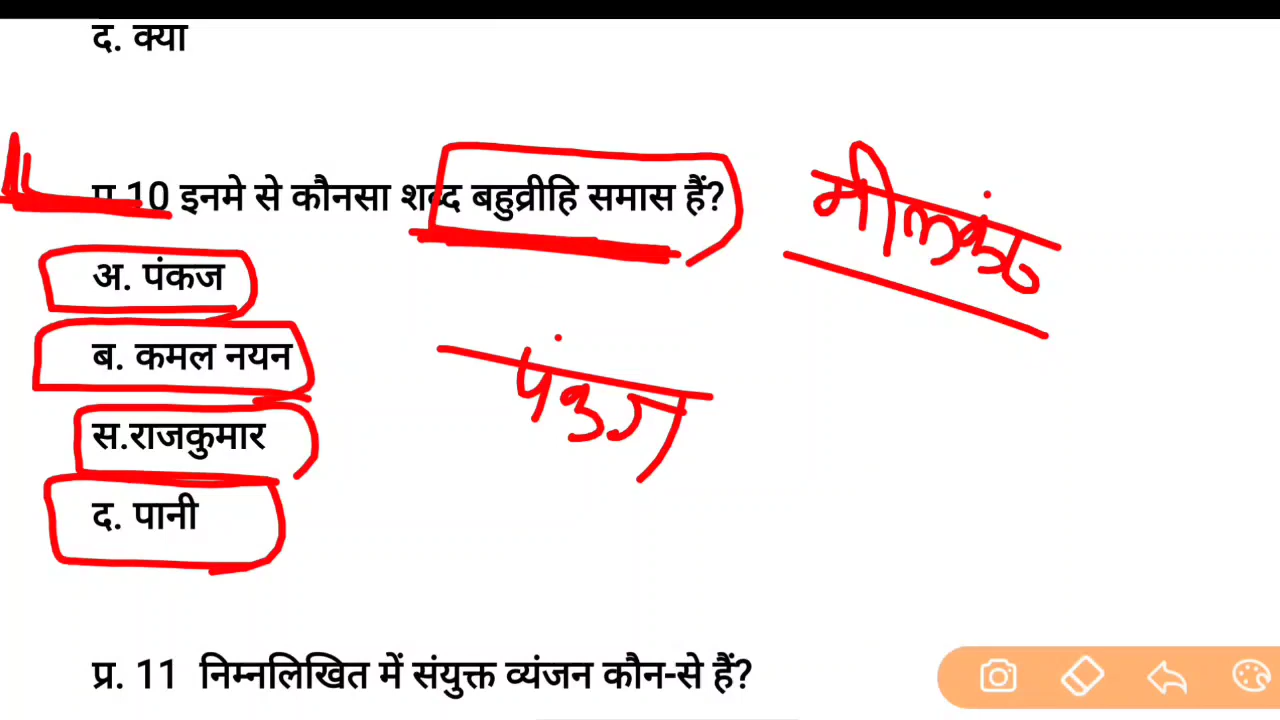 द. क्या
प्र.10 इनमे से कौनसा शब्द बहुव्रीहि समास हैं?
नीलकंठ
अ. पंकज
ब. कमल नयन
पंकज
स.राजकुमार
द. पानी
प्र. 11 निम्नलिखित में संयुक्त व्यंजन कौन-से हैं?